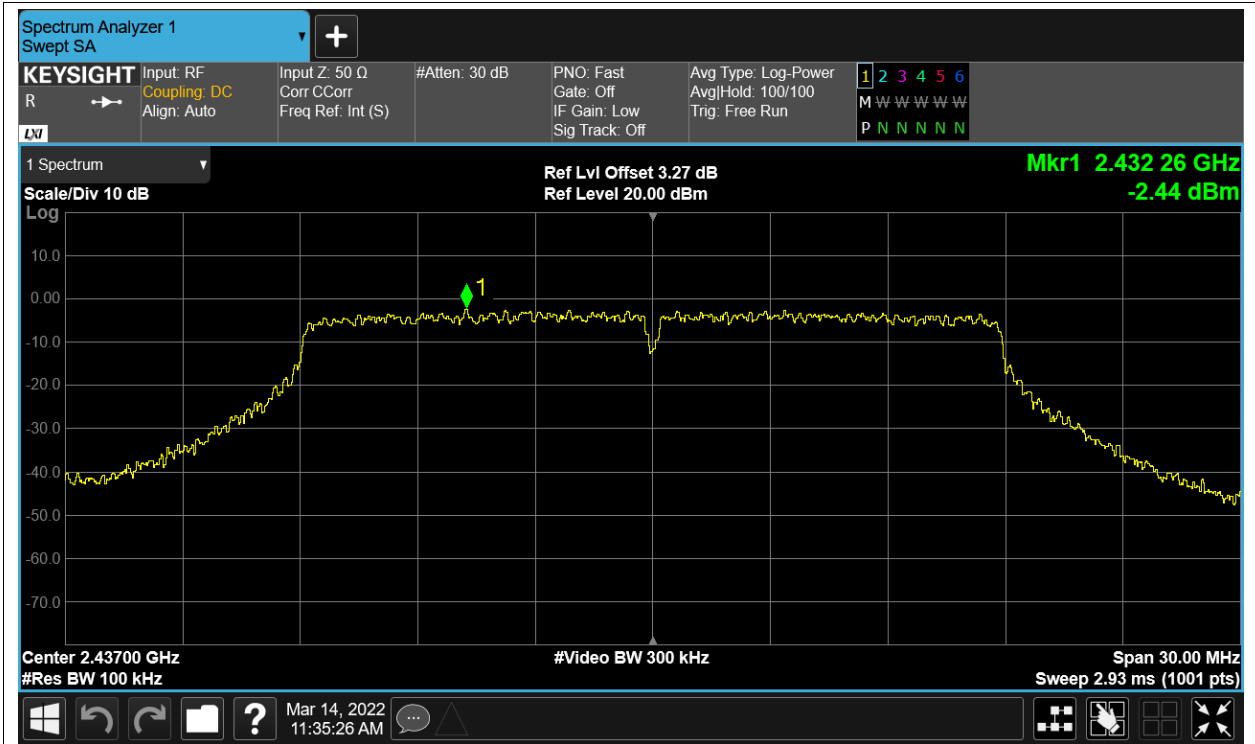 Spectrum Analyzer 1
Swept SA
KEYSIGHT
R
LXI
Input: RF
Coupling: DC
Align: Auto
Input Z: 50 Ω
Corr CCorr
Freq Ref: Int (S)
#Atten: 30 dB
PNO: Fast
Gate: Off
IF Gain: Low
Sig Track: Off
Avg Type: Log-Power
Avg|Hold: 100/100
Trig: Free Run
1 2 3 4 5 6
M W W W W W
P N N N N N
1 Spectrum
Scale/Div 10 dB
Ref Lvl Offset 3.27 dB
Ref Level 20.00 dBm
Mkr1 2.432 26 GHz
-2.44 dBm
Log
10.0
0.00
-10.0
-20.0
-30.0
-40.0
-50.0
-60.0
-70.0
1
Center 2.43700 GHz
#Res BW 100 kHz
#Video BW 300 kHz
Span 30.00 MHz
Sweep 2.93 ms (1001 pts)
?
Mar 14, 2022
11:35:26 AM